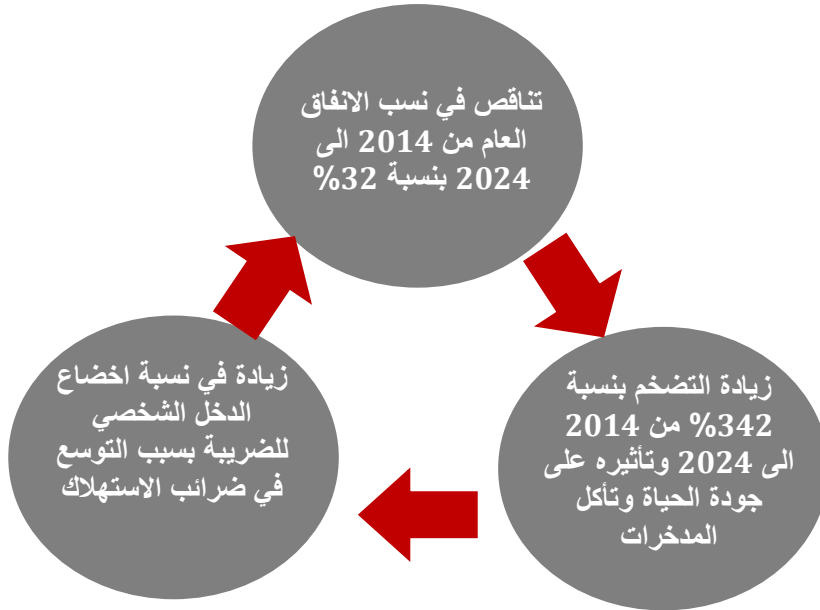 تناقص في نسب الانفاق
العام من 2014 الى
2024 بنسبة 32%
زيادة التضخم بنسبة
342% من 2014
الى 2024 وتأثيره على
جودة الحياة وتأكل
المدخرات
زيادة في نسبة اخضاع
الدخل الشخصي
للضريبة بسبب التوسع
في ضرائب الاستهلاك